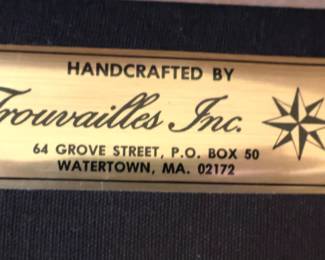 HANDCRAFTED BY
Trouvailles Inc.
64 GROVE STREET, P.O. BOX 50
WATERTOWN, MA. 02172